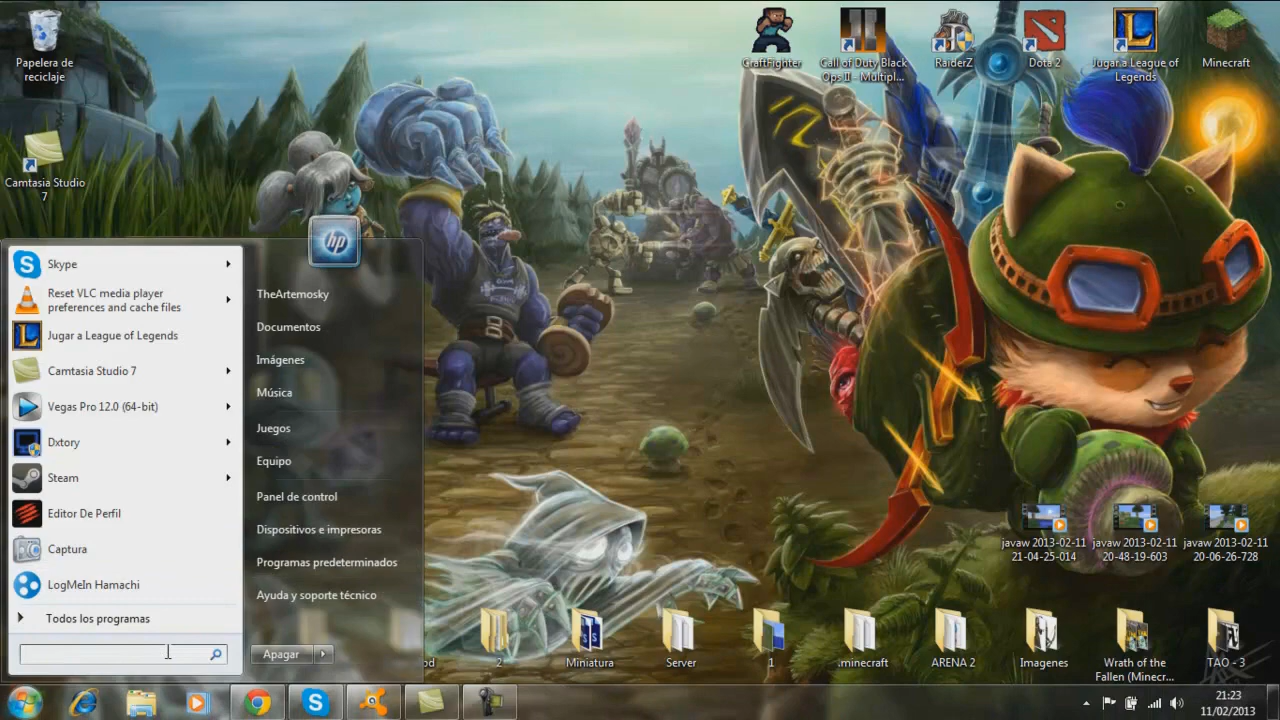 Papelera de
reciclaje
Camtasia Studio
7
CraftFighter
Call of Duty Black
Ops II - Multipl...
RaiderZ
Dota 2
Jugar a League of
Legends
Minecraft
hp
Skype
Reset VLC media player
preferences and cache files
Jugar a League of Legends
Camtasia Studio 7
Vegas Pro 12.0 (64-bit)
Dxtory
Steam
Editor De Perfil
Captura
LogMeIn Hamachi
Todos los programas
TheArtemosky
Documentos
Imágenes
Música
Juegos
Equipo
Panel de control
Dispositivos e impresoras
Programas predeterminados
Ayuda y soporte técnico
Apagar
javaw 2013-02-11
21-04-25-014
javaw 2013-02-11
20-48-19-603
javaw 2013-02-11
20-06-26-728
2
Miniatura
Server
1
.minecraft
ARENA 2
Imagenes
Wrath of the
Fallen (Minecr...
TAO - 3
21:23
11/02/2013